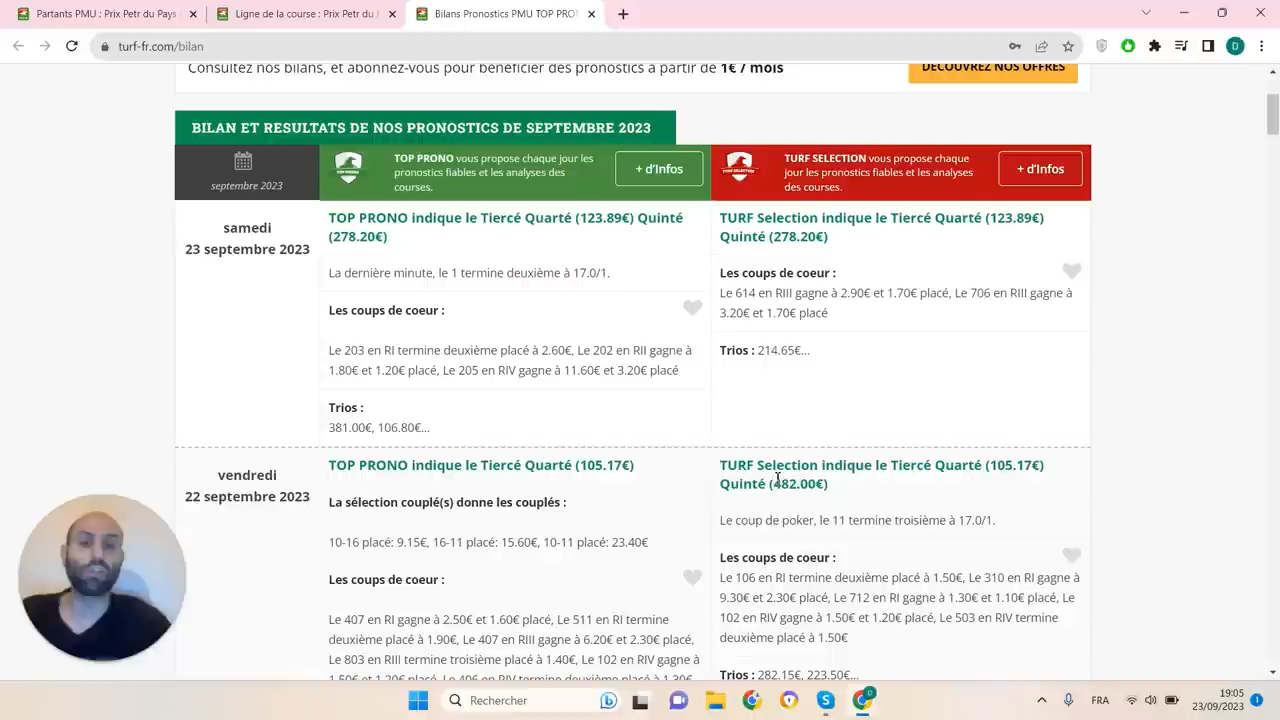 Partants PMU : Prix Petr du Pays
Ligne de la course : Prix Petr du H
Bilans Pronostics PMU TOP PRON
turf-fr.com/bilan
Consultez nos bilans, et abonnez-vous pour bénéficier des pronostics à partir de 1€ / mois
DÉCOUVREZ NOS OFFRES
BILAN ET RESULTATS DE NOS PRONOSTICS DE SEPTEMBRE 2023
septembre 2023
TOP PRONO vous propose chaque jour les
pronostics fiables et les analyses des
courses.
+ d'Infos
TURF SELECTION vous propose chaque
jour les pronostics fiables et les analyses
des courses.
+ d'Infos
samedi
23 septembre 2023
TOP PRONO indique le Tiercé Quarté (123.89€) Quinté
(278.20€)
La dernière minute, le 1 termine deuxième à 17.0/1.
Les coups de coeur :
Le 203 en RI termine deuxième placé à 2.60€, Le 202 en RII gagne à
1.80€ et 1.20€ placé, Le 205 en RIV gagne à 11.60€ et 3.20€ placé
Trios :
381.00€, 106.80€...
TURF Selection indique le Tiercé Quarté (123.89€)
Quinté (278.20€)
Les coups de coeur :
Le 614 en RIII gagne à 2.90€ et 1.70€ placé, Le 706 en RIII gagne à
3.20€ et 1.70€ placé
Trios : 214.65€...
vendredi
22 septembre 2023
TOP PRONO indique le Tiercé Quarté (105.17€)
La sélection couplé(s) donne les couplés :
10-16 placé: 9.15€, 16-11 placé: 15.60€, 10-11 placé: 23.40€
Les coups de coeur :
Le 407 en RI gagne à 2.50€ et 1.60€ placé, Le 511 en RI termine
deuxième placé à 1.90€, Le 407 en RIII gagne à 6.20€ et 2.30€ placé,
Le 803 en RIII termine troisième placé à 1.40€, Le 102 en RIV gagne à
1.50€ et 1.20€ placé, Le 406 en RIV gagne à 2.10€ et 1.30€
TURF Selection indique le Tiercé Quarté (105.17€)
Quinté (482.00€)
Le coup de poker, le 11 termine troisième à 17.0/1.
Les coups de coeur :
Le 106 en RI termine deuxième placé à 1.50€, Le 310 en RI gagne à
9.30€ et 2.30€ placé, Le 712 en RI gagne à 1.30€ et 1.10€ placé, Le
102 en RIV gagne à 1.50€ et 1.20€ placé, Le 503 en RIV termine
deuxième placé à 1.50€
Trios : 282.15€, 223.50€...
Rechercher
FRA
19:05
23/09/2023